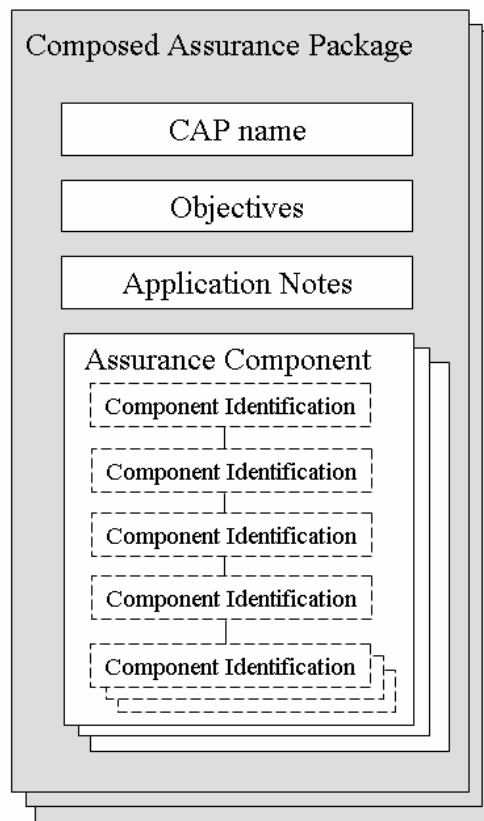 Composed Assurance Package
CAP name
Objectives
Application Notes
Assurance Component
Component Identification
Component Identification
Component Identification
Component Identification
Component Identification